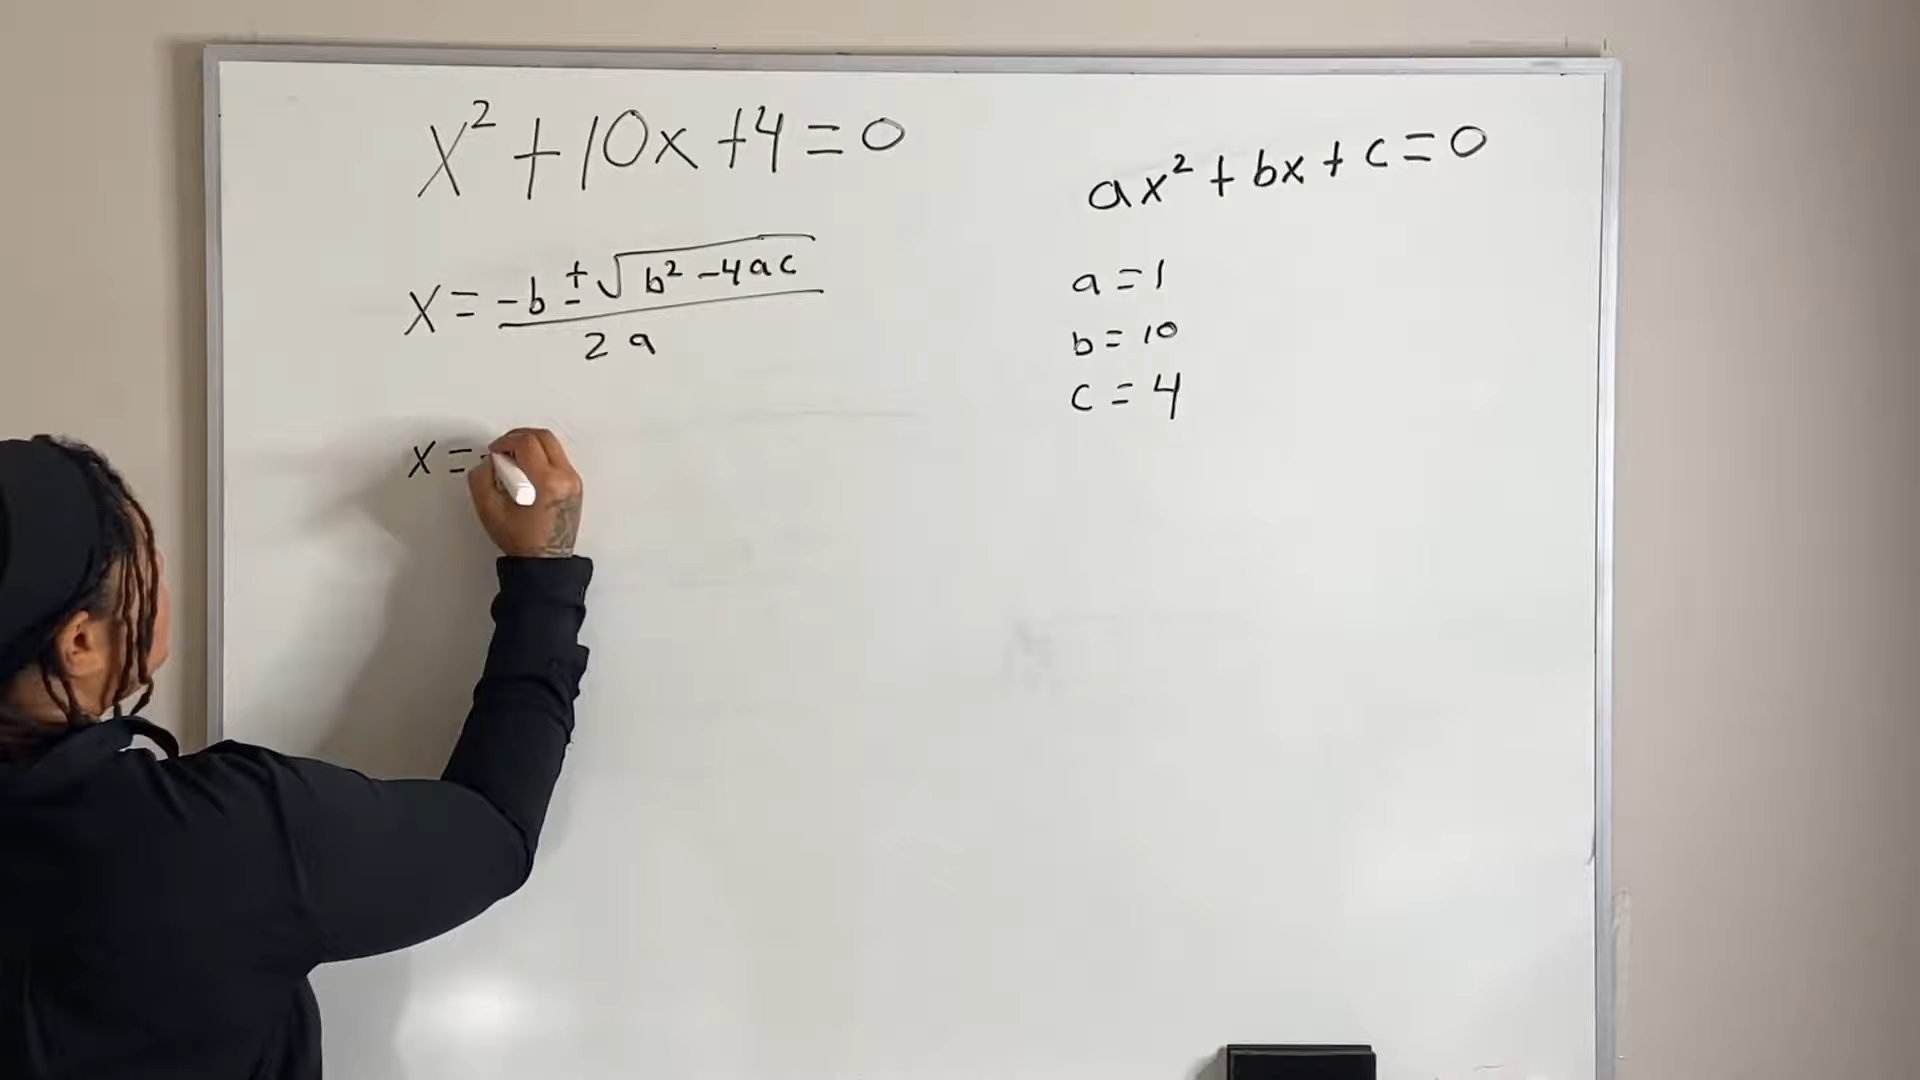 x² + 10x + 4 = 0
x = -b ± √(b² - 4ac) / 2a
x = -
ax² + bx + c = 0
a = 1
b = 10
c = 4